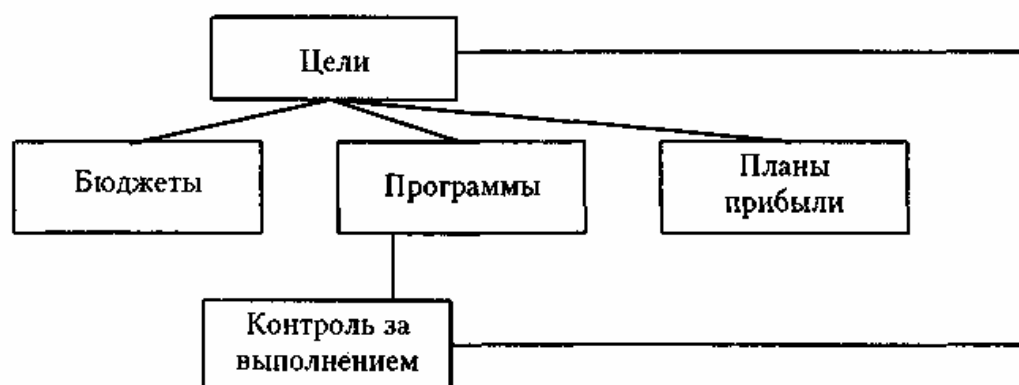 Цели
Бюджеты
Программы
Планы
прибыли
Контроль за
выполнением